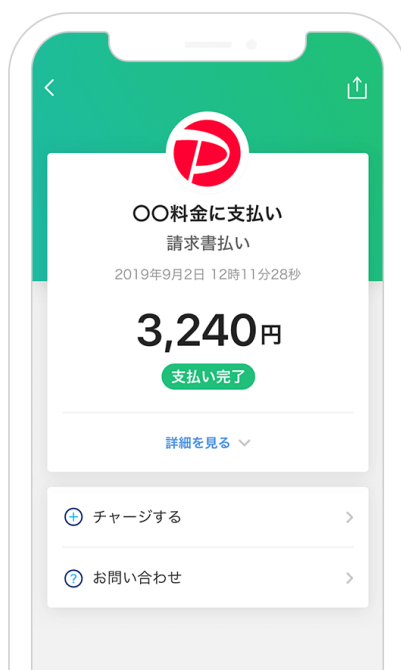 〇〇料金に支払い
請求書払い
2019年9月2日 12時11分28秒
3,240円
支払い完了
詳細を見る
チャージする
お問い合わせ